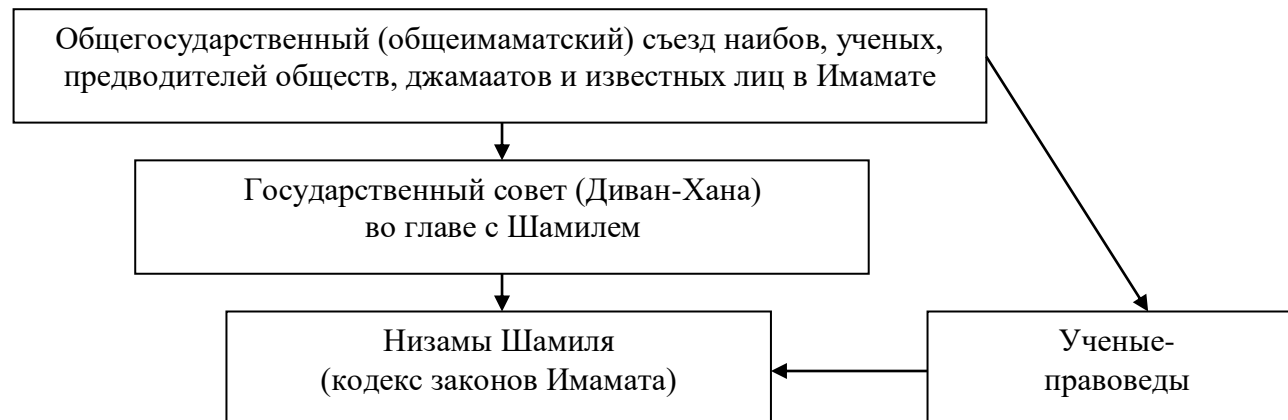 Общегосударственный (общеимаматский) съезд наибов, ученых,
предводителей обществ, джамаатов и известных лиц в Имамате
Государственный совет (Диван-Хана)
во главе с Шамилем
Низамы Шамиля
(кодекс законов Имамата)
Ученые-
правоведы